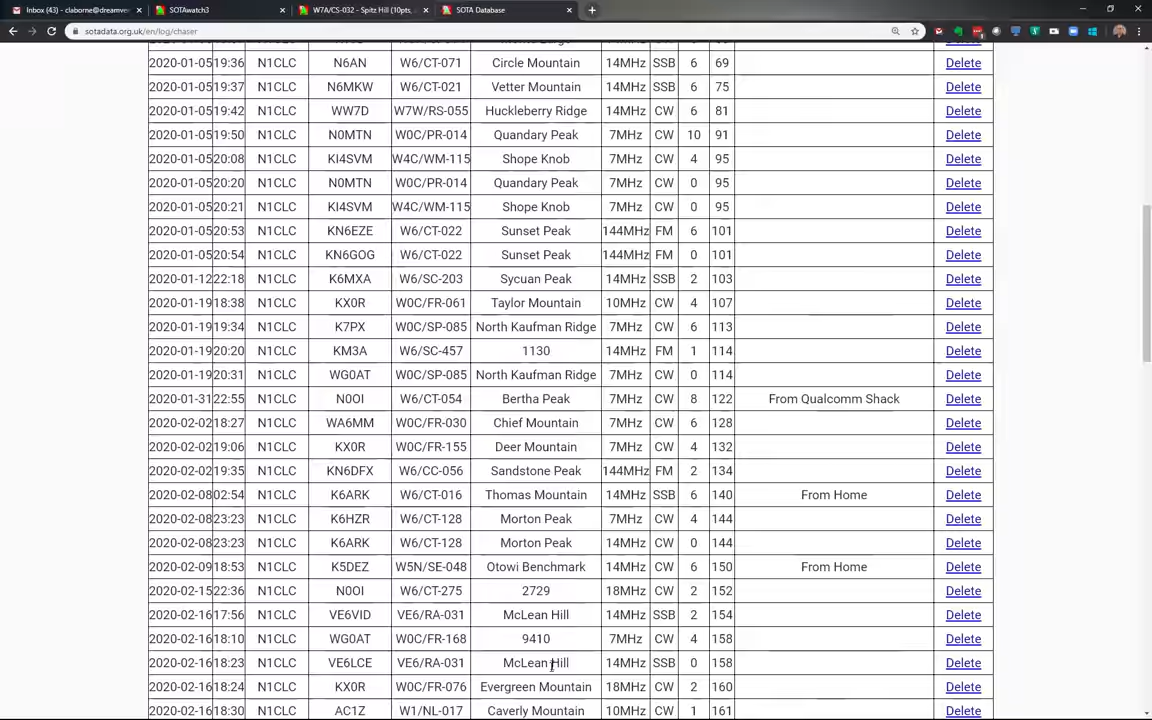 Inbox (43) - claborne@dreamve
SOTAwatch3
W7A/CS-032 - Spitz Hill (10pts,
SOTA Database
sotadata.org.uk/en/log/chaser
2020-01-05 19:36 N1CLC N6AN W6/CT-071 Circle Mountain 14MHz SSB 6 69 Delete
2020-01-05 19:37 N1CLC N6MKW W6/CT-021 Vetter Mountain 14MHz SSB 6 75 Delete
2020-01-05 19:42 N1CLC WW7D W7W/RS-055 Huckleberry Ridge 14MHz CW 6 81 Delete
2020-01-05 19:50 N1CLC N0MTN W0C/PR-014 Quandary Peak 7MHz CW 10 91 Delete
2020-01-05 20:08 N1CLC KI4SVM W4C/WM-115 Shope Knob 7MHz CW 4 95 Delete
2020-01-05 20:20 N1CLC N0MTN W0C/PR-014 Quandary Peak 7MHz CW 0 95 Delete
2020-01-05 20:21 N1CLC KI4SVM W4C/WM-115 Shope Knob 7MHz CW 0 95 Delete
2020-01-05 20:53 N1CLC KN6EZE W6/CT-022 Sunset Peak 144MHz FM 6 101 Delete
2020-01-05 20:54 N1CLC KN6GOG W6/CT-022 Sunset Peak 144MHz FM 0 101 Delete
2020-01-12 22:18 N1CLC K6MXA W6/SC-203 Sycuan Peak 14MHz SSB 2 103 Delete
2020-01-19 18:38 N1CLC KX0R W0C/FR-061 Taylor Mountain 10MHz CW 4 107 Delete
2020-01-19 19:34 N1CLC K7PX W0C/SP-085 North Kaufman Ridge 7MHz CW 6 113 Delete
2020-01-19 20:20 N1CLC KM3A W6/SC-457 1130 14MHz FM 1 114 Delete
2020-01-19 20:31 N1CLC WG0AT W0C/SP-085 North Kaufman Ridge 7MHz CW 0 114 Delete
2020-01-31 22:55 N1CLC N0OI W6/CT-054 Bertha Peak 7MHz CW 8 122 From Qualcomm Shack Delete
2020-02-02 18:27 N1CLC WA6MM W0C/FR-030 Chief Mountain 7MHz CW 6 128 Delete
2020-02-02 19:06 N1CLC KX0R W0C/FR-155 Deer Mountain 7MHz CW 4 132 Delete
2020-02-02 19:35 N1CLC KN6DFX W6/CC-056 Sandstone Peak 144MHz FM 2 134 Delete
2020-02-08 02:54 N1CLC K6ARK W6/CT-016 Thomas Mountain 14MHz SSB 6 140 From Home Delete
2020-02-08 23:23 N1CLC K6HZR W6/CT-128 Morton Peak 7MHz CW 4 144 Delete
2020-02-08 23:23 N1CLC K6ARK W6/CT-128 Morton Peak 7MHz CW 0 144 Delete
2020-02-09 18:53 N1CLC K5DEZ W5N/SE-048 Otowi Benchmark 7MHz CW 6 150 From Home Delete
2020-02-15 22:36 N1CLC N0OI W6/CT-275 2729 18MHz CW 2 152 Delete
2020-02-16 17:56 N1CLC VE6VID VE6/RA-031 McLean Hill 14MHz SSB 2 154 Delete
2020-02-16 18:10 N1CLC WG0AT W0C/FR-168 9410 7MHz CW 4 158 Delete
2020-02-16 18:23 N1CLC VE6LCE VE6/RA-031 McLean Hill 14MHz SSB 0 158 Delete
2020-02-16 18:24 N1CLC KX0R W0C/FR-076 Evergreen Mountain 18MHz CW 2 160 Delete
2020-02-16 18:30 N1CLC AC1Z W1/NL-017 Caverly Mountain 10MHz CW 1 161 Delete